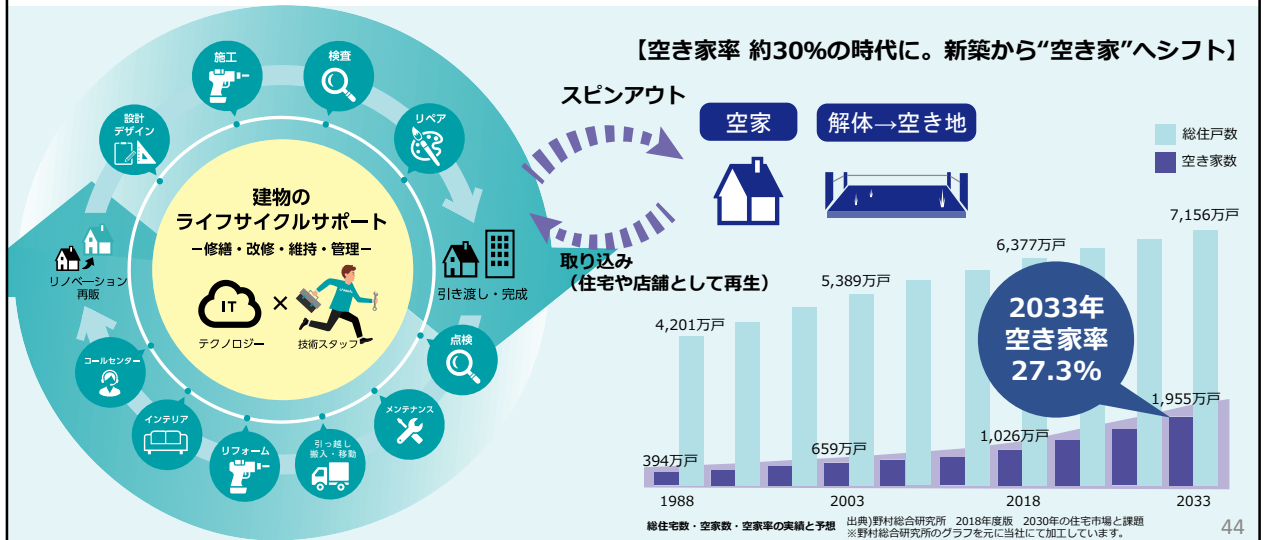 【空き家率 約30%の時代に。新築から“空き家”へシフト】
施工
検査
設計
デザイン
リペア
建物の
ライフサイクルサポート
－修繕・改修・維持・管理－
IT
×
テクノロジー
技術スタッフ
リノベーション
再販
引き渡し・完成
点検
メンテナンス
引っ越し
搬入・移動
リフォーム
インテリア
コールセンター
スピンアウト
取り込み
（住宅や店舗として再生）
空家
解体→空き地
総住戸数
空き家数
4,201万戸
5,389万戸
6,377万戸
7,156万戸
2033年
空き家率
27.3%
394万戸
659万戸
1,026万戸
1,955万戸
1988
2003
2018
2033
総住宅数・空家数・空家率の実績と予想
出典)野村総合研究所 2018年度版 2030年の住宅市場と課題
※野村総合研究所のグラフを元に当社にて加工しています。
44